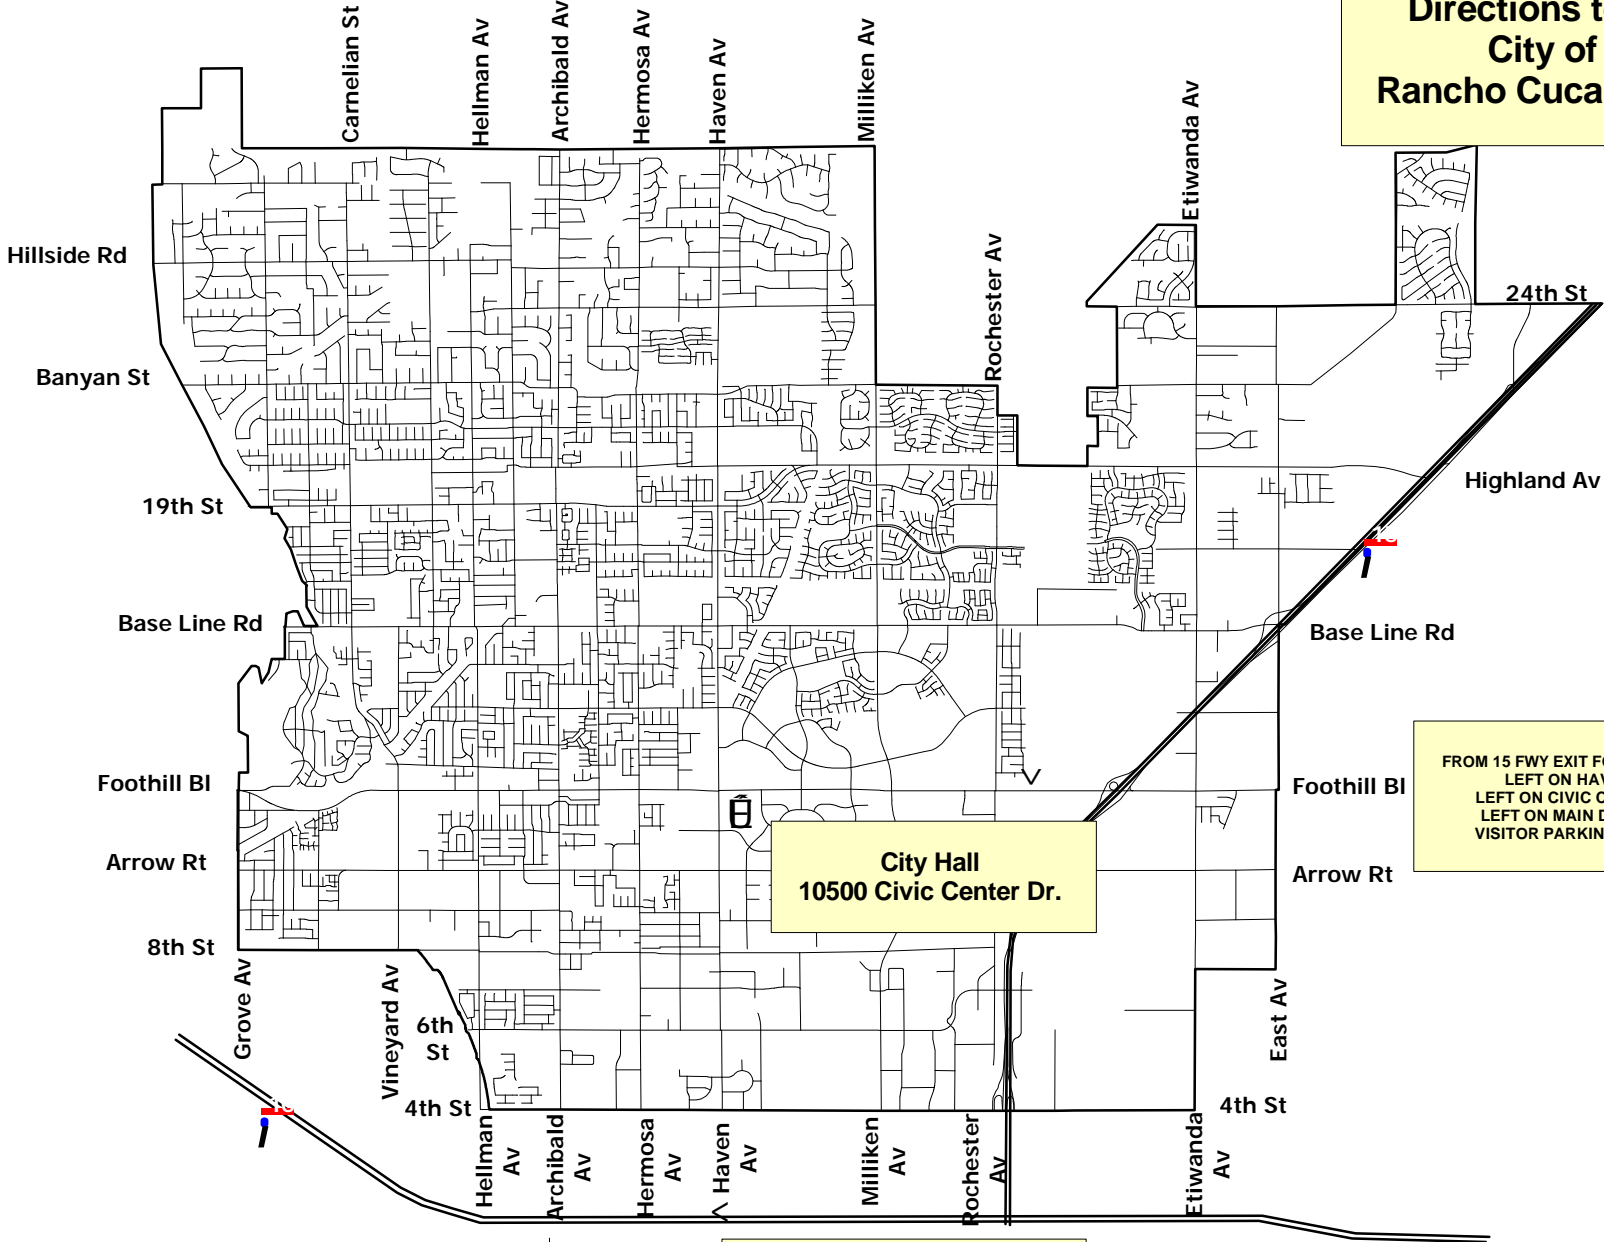 Directions
City of
Rancho
Carnelian St
Hellman Av
Archibald Av
Hermosa Av
Haven Av
Milliken Av
Etiwanda Av
Rochester Av
Hillside Rd
24th St
Banyan St
Highland Av
19th St
Base Line Rd
Base Line Rd
FROM 15 FWY EXIT
LEFT ON
LEFT ON CIVIC
LEFT ON MAIN
VISITOR
Foothill Bl
Foothill Bl
Arrow Rt
Arrow Rt
City Hall
10500 Civic Center Dr.
8th St
Grove Av
Vineyard Av
6th
St
East Av
4th St
4th St
Hellman
Av
Archibald
Av
Hermosa
Av
Haven
Av
Milliken
Av
Rochester
Av
Etiwanda
Av